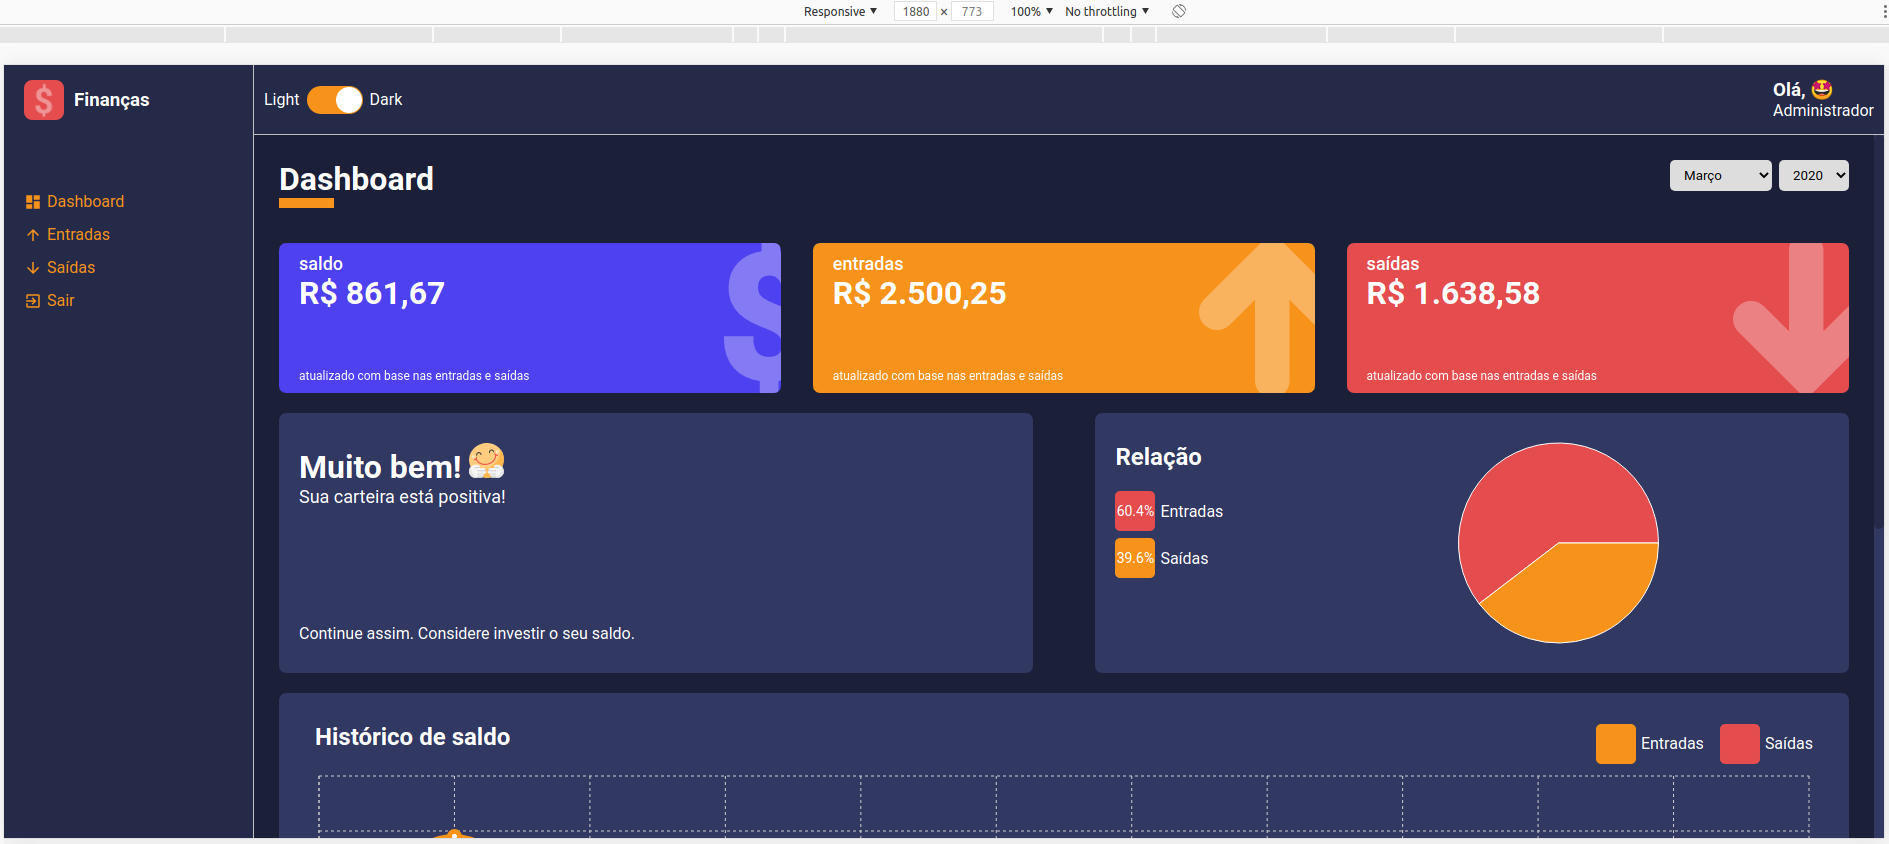 Responsive ▼ 1880 × 773 100% ▼ No throttling ▼
$ Finanças
Light Dark
Olá, 🤩
Administrador
Dashboard
Entradas
Saídas
Sair
Dashboard
Março 2020
saldo
R$ 861,67
atualizado com base nas entradas e saídas
$
entradas
R$ 2.500,25
atualizado com base nas entradas e saídas
saídas
R$ 1.638,58
atualizado com base nas entradas e saídas
Muito bem!
Sua carteira está positiva!
Continue assim. Considere investir o seu saldo.
Relação
60.4% Entradas
39.6% Saídas
Histórico de saldo
Entradas Saídas